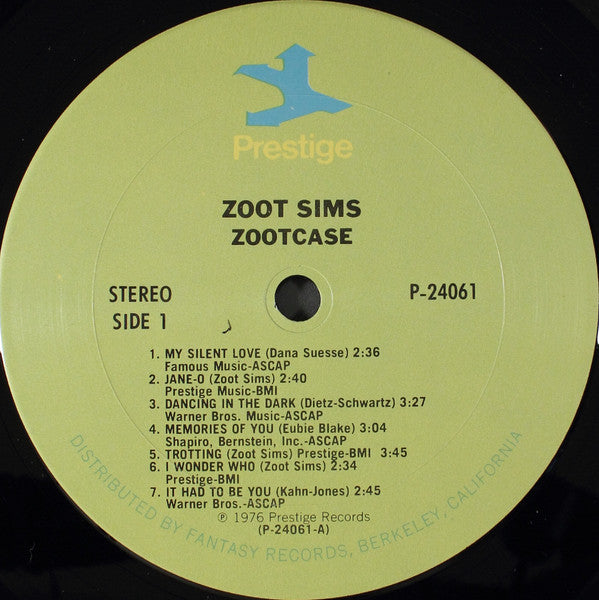 Prestige
ZOOT SIMS
ZOOTCASE
STEREO
SIDE 1
P-24061
1. MY SILENT LOVE (Dana Suesse) 2:36
Famous Music-ASCAP
2. JANE-O (Zoot Sims) 2:40
Prestige Music-BMI
3. DANCING IN THE DARK (Dietz-Schwartz) 3:27
Warner Bros. Music-ASCAP
4. MEMORIES OF YOU (Eubie Blake) 3:04
Shapiro, Bernstein, Inc.-ASCAP
5. TROTTING (Zoot Sims) Prestige-BMI 3:45
6. I WONDER WHO (Zoot Sims) 2:34
Prestige-BMI
7. IT HAD TO BE YOU (Kahn-Jones) 2:45
Warner Bros.-ASCAP
℗ 1976 Prestige Records
(P-24061-A)
DISTRIBUTED BY FANTASY RECORDS, BERKELEY, CALIFORNIA